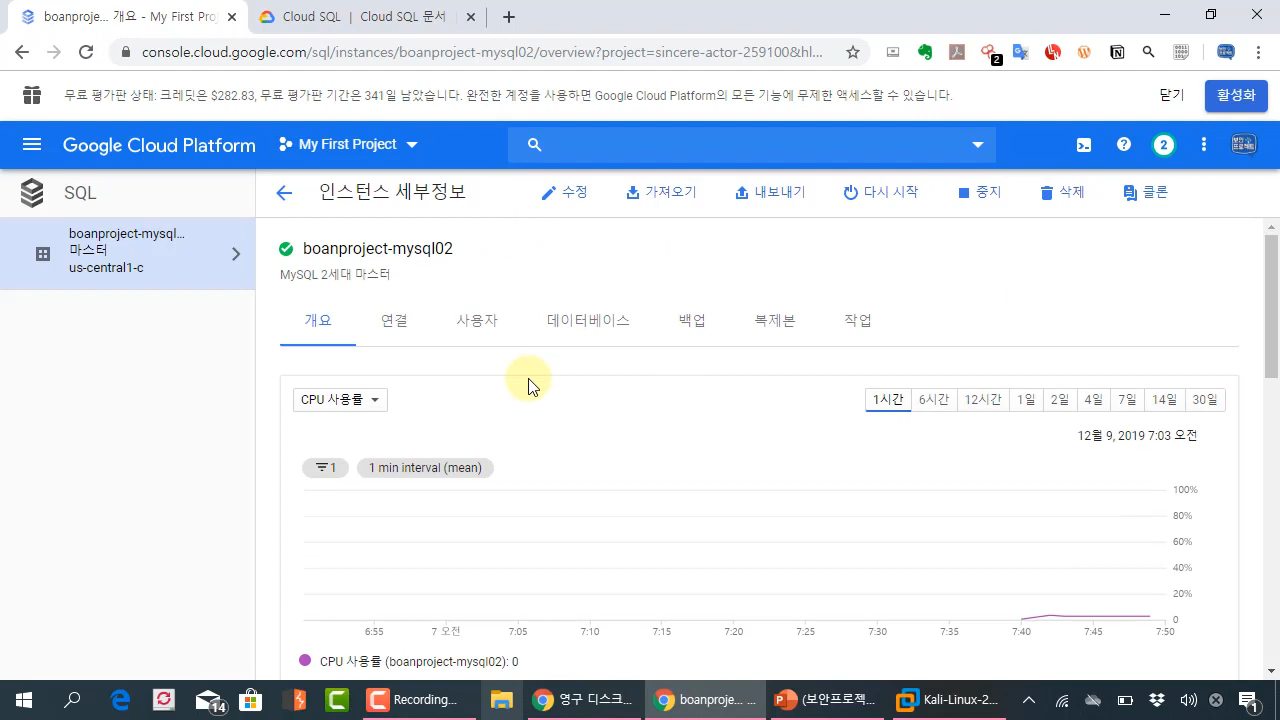 boanproje... 개요 - My First Proj
Cloud SQL | Cloud SQL 문서
console.cloud.google.com/sql/instances/boanproject-mysql02/overview?project=sincere-actor-259100&hl...
2
무료 평가판 상태: 크레딧은 $282.83, 무료 평가판 기간은 341일 남았습니다. 완전한 계정을 사용하면 Google Cloud Platform의 모든 기능에 무제한 액세스할 수 있습니다.
닫기
활성화
Google Cloud Platform
My First Project
2
SQL
인스턴스 세부정보
수정
가져오기
내보내기
다시 시작
중지
삭제
클론
boanproject-mysql...
마스터
us-central1-c
boanproject-mysql02
MySQL 2세대 마스터
개요
연결
사용자
데이터베이스
백업
복제본
작업
CPU 사용률
1시간
6시간
12시간
1일
2일
4일
7일
14일
30일
12월 9, 2019 7:03 오전
1
1 min interval (mean)
100%
80%
60%
40%
20%
0
6:55
7 오전
7:05
7:10
7:15
7:20
7:25
7:30
7:35
7:40
7:45
7:50
CPU 사용률 (boanproject-mysql02): 0
14
Recording...
영구 디스크...
boanproje... ...
(보안프로젝...
Kali-Linux-2...
1